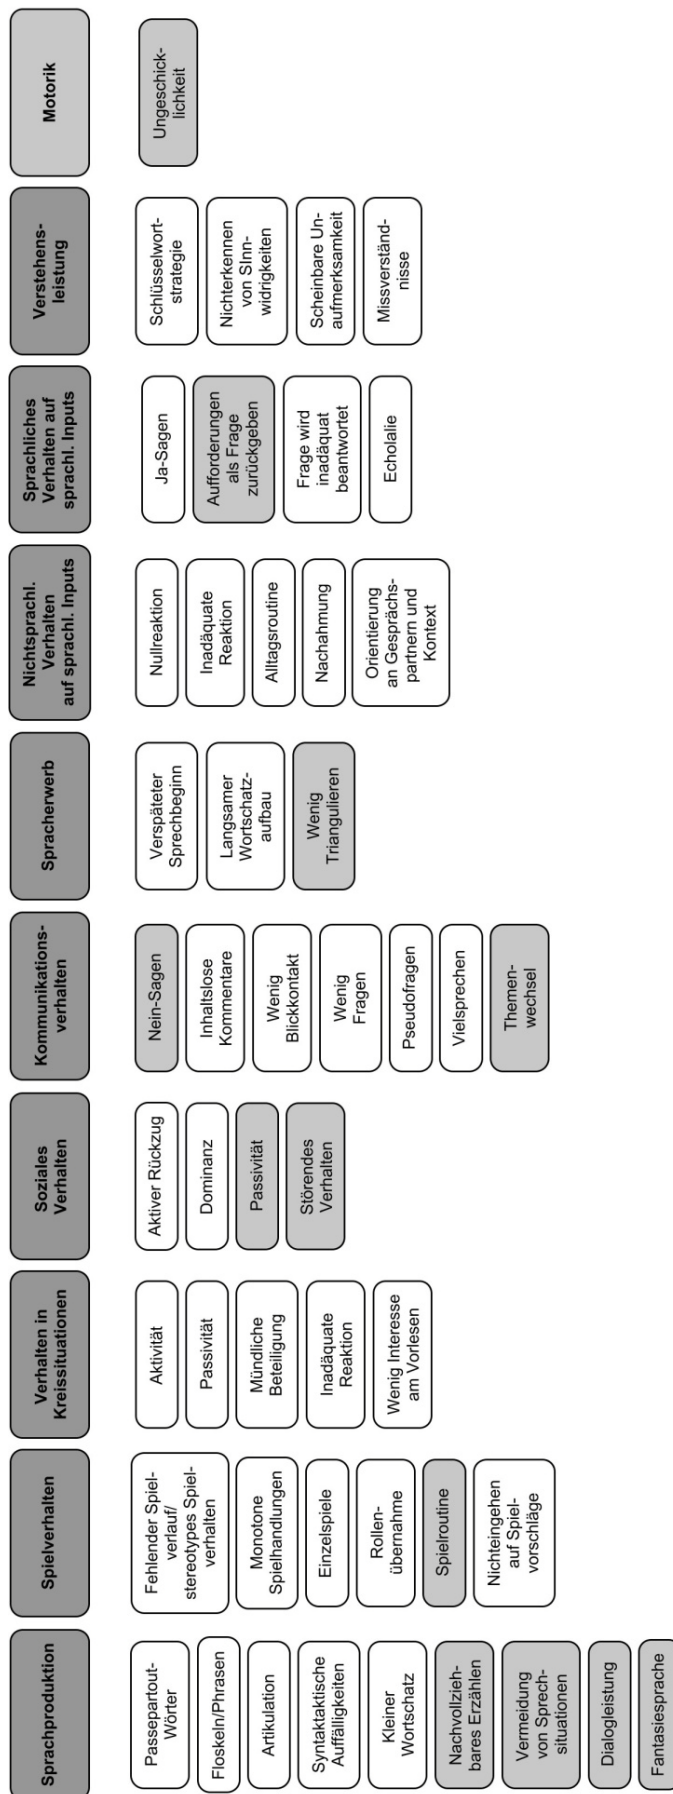 Sprachproduktion
Passepartout-
Wörter
Floskeln/Phrasen
Artikulation
Syntaktaktische
Auffälligkeiten
Kleiner
Wortschatz
Nachvollzieh-
bares Erzählen
Vermeidung
von Sprech-
situationen
Dialogleistung
Fantasiesprache
Spielverhalten
Fehlender Spiel-
verlauf/
stereotypes Spiel-
verhalten
Monotone
Spielhandlungen
Einzelspiele
Rollen-
übernahme
Spielroutine
Nichteingehen
auf Spiel-
vorschläge
Verhalten in
Kreissituationen
Aktivität
Passivität
Mündliche
Beteiligung
Inadäquate
Reaktion
Wenig Interesse
am Vorlesen
Soziales
Verhalten
Aktiver Rückzug
Dominanz
Passivität
Störendes
Verhalten
Kommunikations-
verhalten
Nein-Sagen
Inhaltslose
Kommentare
Wenig
Blickkontakt
Wenig
Fragen
Pseudofragen
Vielsprechen
Themen-
wechsel
Spracherwerb
Verspäteter
Sprechbeginn
Langsamer
Wortschatz-
aufbau
Wenig
Triangulieren
Nichtsprachl.
Verhalten
auf sprachl. Inputs
Nullreaktion
Inadäquate
Reaktion
Alltagsroutine
Nachahmung
Orientierung
an Gesprächs-
partnern und
Kontext
Sprachliches
Verhalten auf
sprachl. Inputs
Ja-Sagen
Aufforderungen
als Frage
zurückgeben
Frage wird
inadäquat
beantwortet
Echolalie
Verstehens-
leistung
Schlüsselwort-
strategie
Nichterkennen
von SInn-
widrigkeiten
Scheinbare Un-
aufmerksamkeit
Missverständ-
nisse
Motorik
Ungeschick-
lichkeit